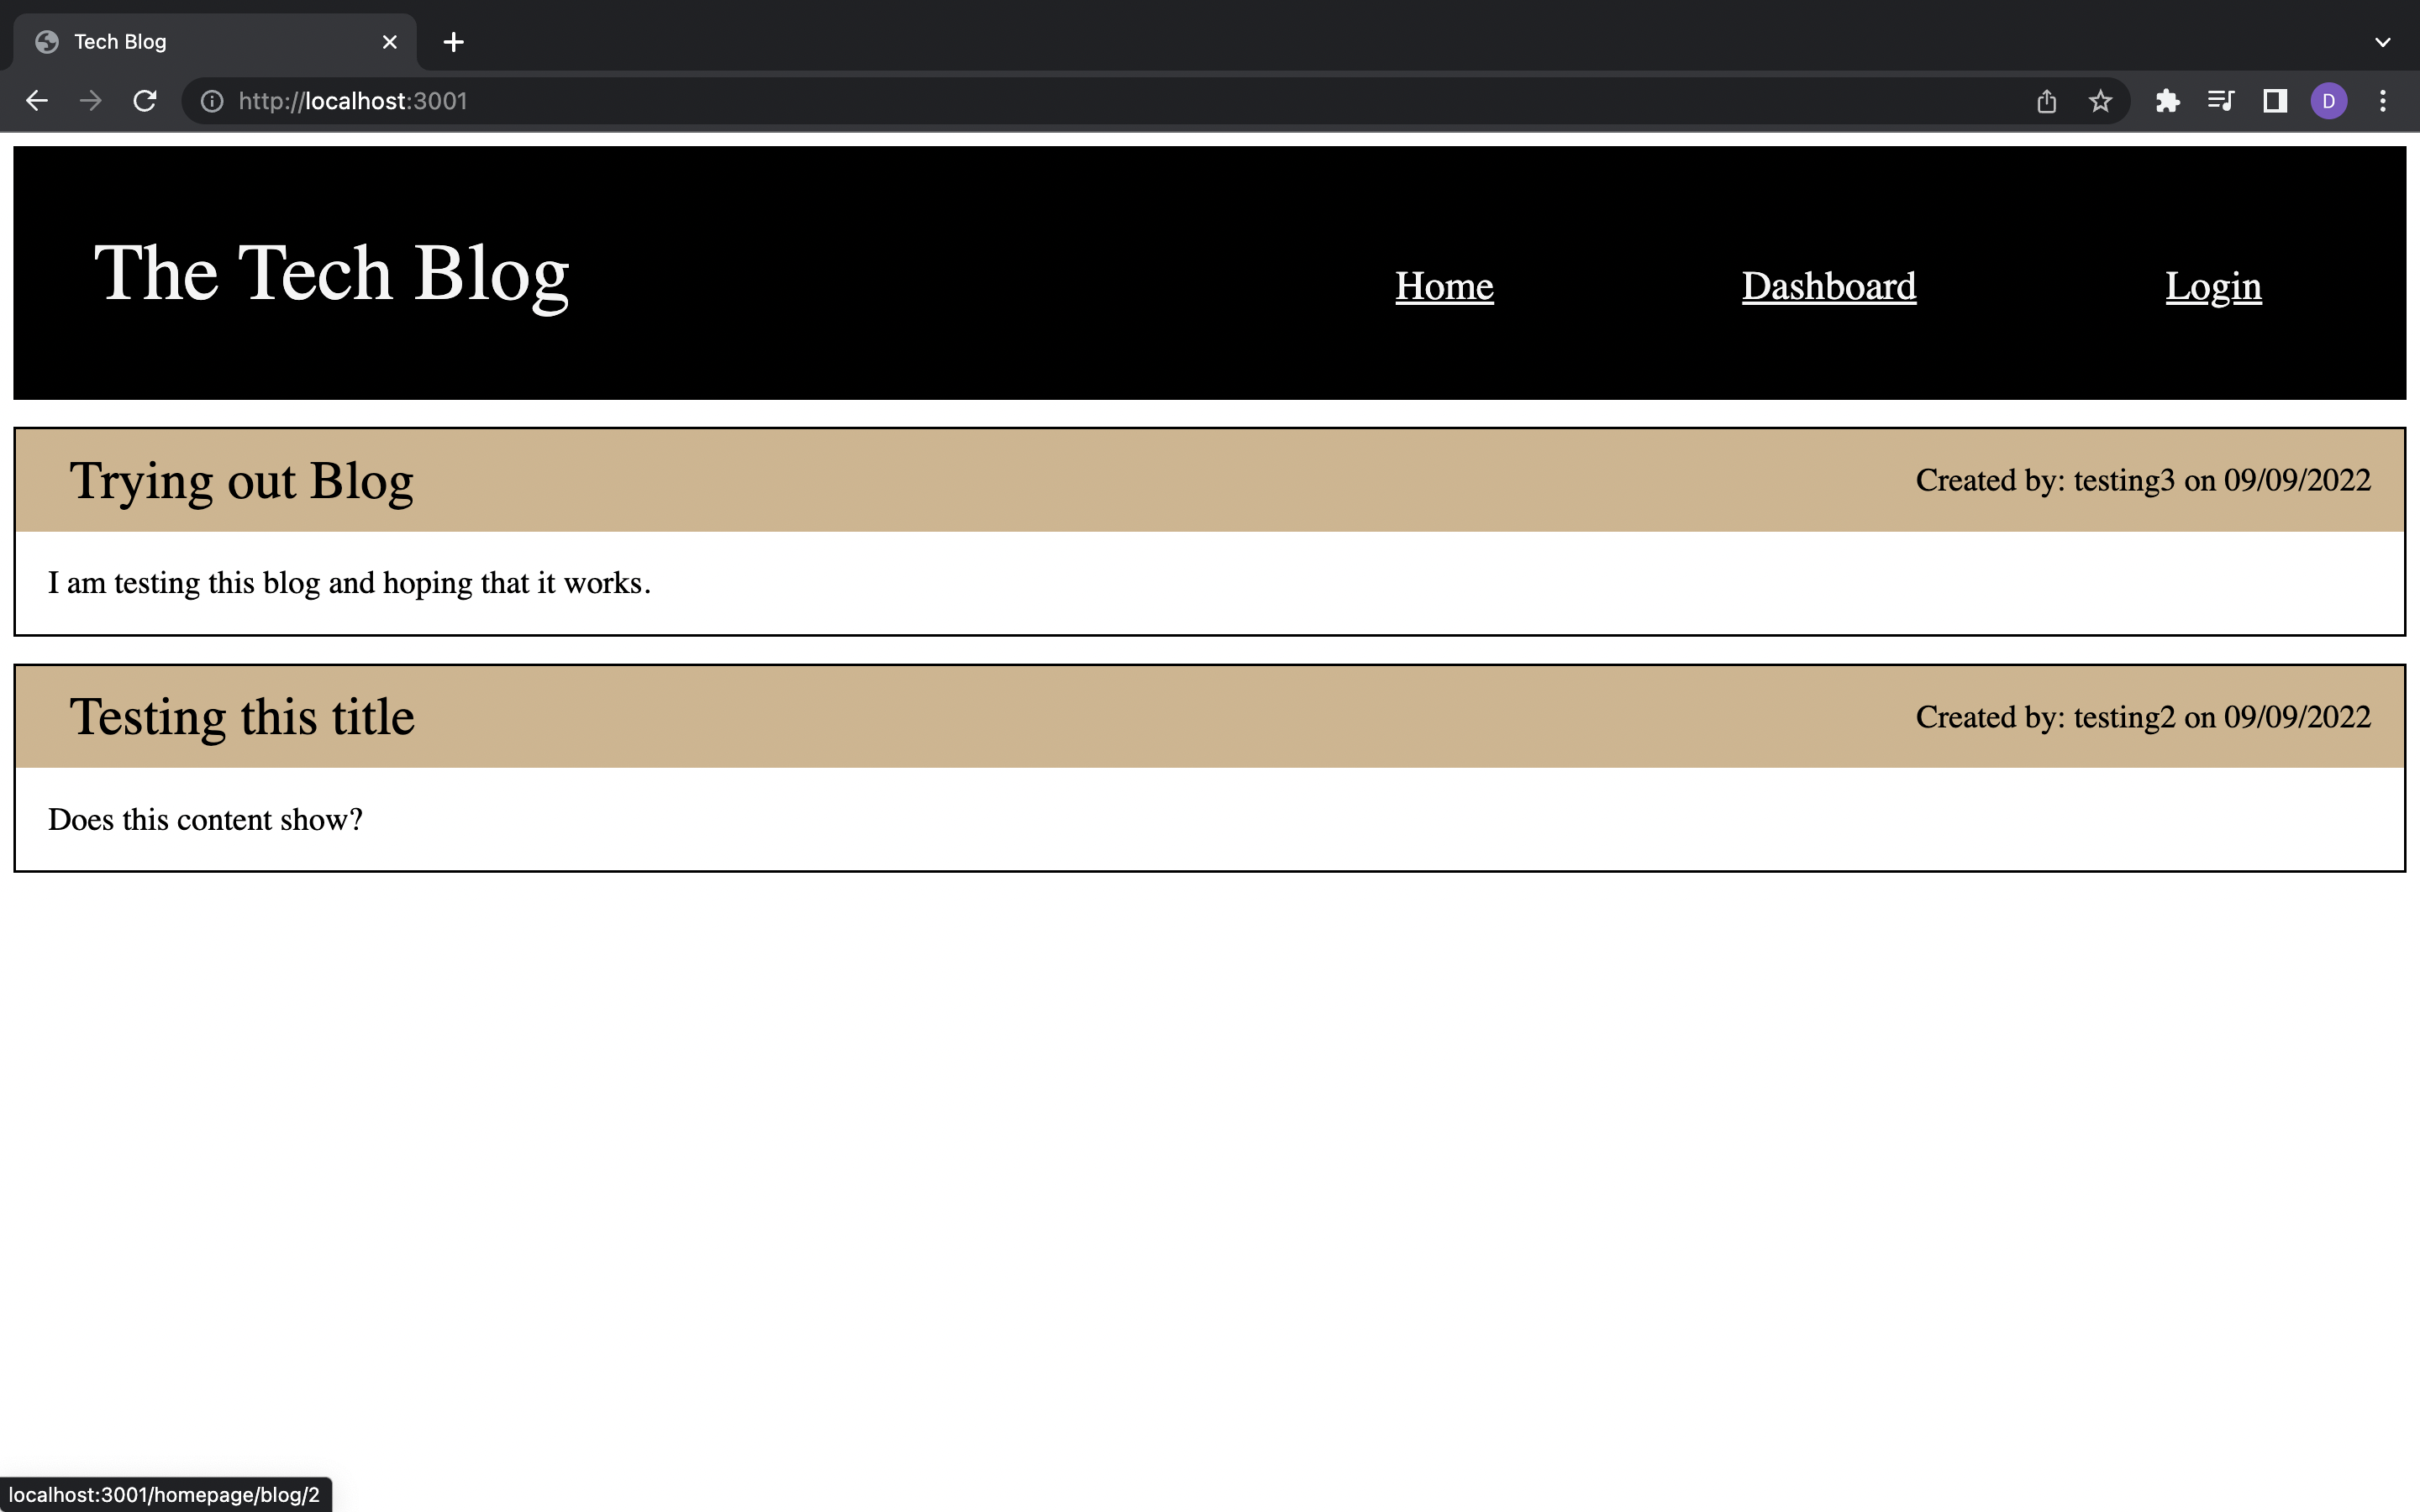 Tech Blog
http://localhost:3001
D
The Tech Blog
Home Dashboard Login
Trying out Blog Created by: testing3 on 09/09/2022
I am testing this blog and hoping that it works.
Testing this title Created by: testing2 on 09/09/2022
Does this content show?
localhost:3001/homepage/blog/2